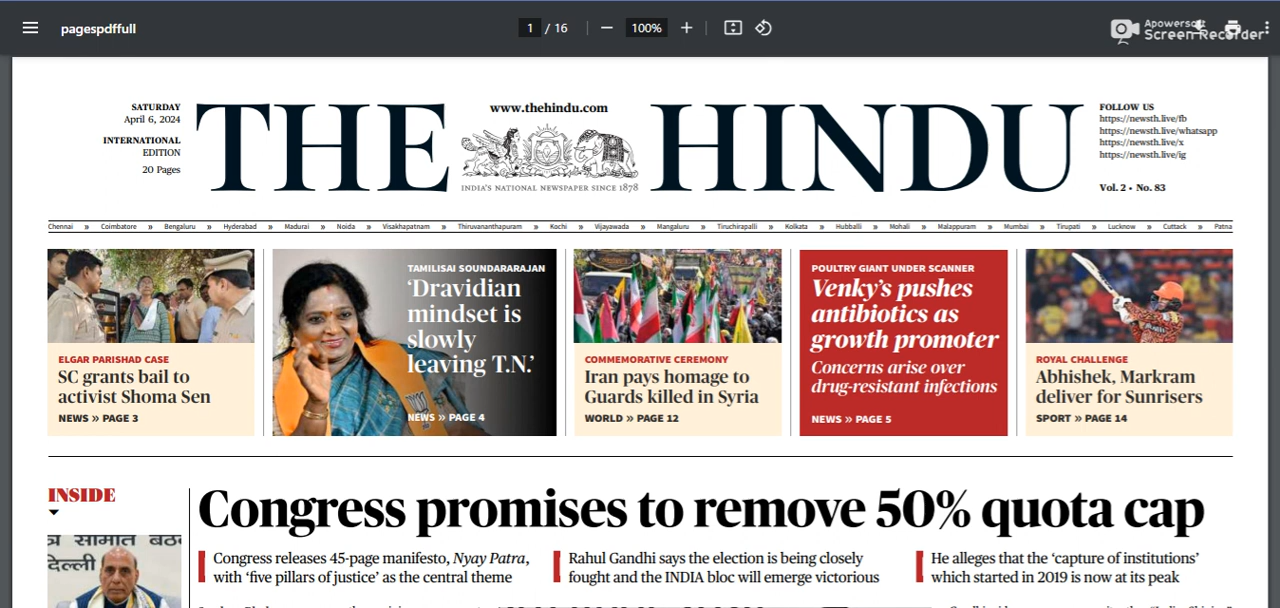 pagespdffull
1 / 16
100%
Apowersoft
Screen Recorder
SATURDAY
April 6, 2024
INTERNATIONAL
EDITION
20 Pages
THE HINDU
www.thehindu.com
INDIA'S NATIONAL NEWSPAPER SINCE 1878
FOLLOW US
https://newsth.live/fb
https://newsth.live/whatsapp
https://newsth.live/x
https://newsth.live/ig
Vol. 2 • No. 83
Chennai » Coimbatore » Bengaluru » Hyderabad » Madurai » Noida » Visakhapatnam » Thiruvananthapuram » Kochi » Vijayawada » Mangaluru » Tiruchirapalli » Kolkata » Hubballi » Mohali » Malappuram » Mumbai » Tirupati » Lucknow » Cuttack » Patna
ELGAR PARISHAD CASE
SC grants bail to
activist Shoma Sen
NEWS » PAGE 3
TAMILISAI SOUNDARARAJAN
‘Dravidian
mindset is
slowly
leaving T.N.’
NEWS » PAGE 4
COMMEMORATIVE CEREMONY
Iran pays homage to
Guards killed in Syria
WORLD » PAGE 12
POULTRY GIANT UNDER SCANNER
Venky’s pushes
antibiotics as
growth promoter
Concerns arise over
drug-resistant infections
NEWS » PAGE 5
ROYAL CHALLENGE
Abhishek, Markram
deliver for Sunrisers
SPORT » PAGE 14
INSIDE
दिल्ली
Congress promises to remove 50% quota cap
Congress releases 45-page manifesto, Nyay Patra,
with ‘five pillars of justice’ as the central theme
Rahul Gandhi says the election is being closely
fought and the INDIA bloc will emerge victorious
He alleges that the ‘capture of institutions’
which started in 2019 is now at its peak